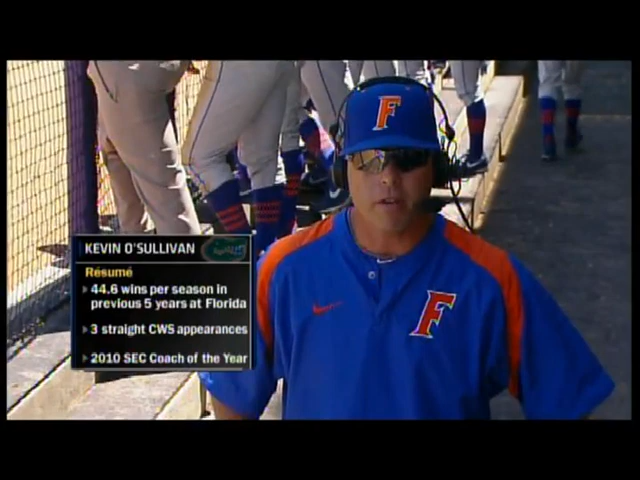 F
KEVIN O'SULLIVAN
Résumé
44.6 wins per season in
previous 5 years at Florida
3 straight CWS appearances
2010 SEC Coach of the Year
F